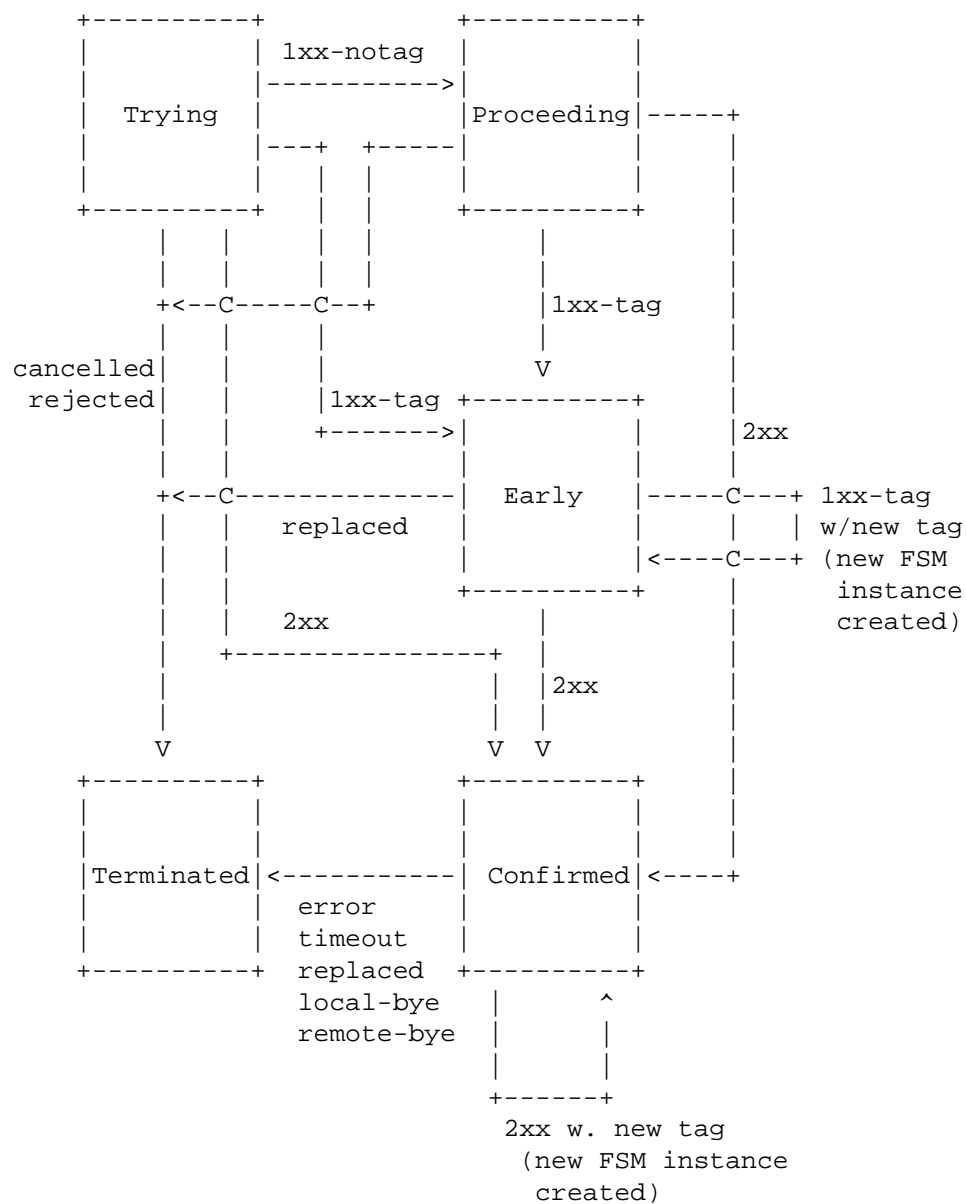 1xx-notag
Trying
Proceeding
C C
1xx-tag
cancelled
rejected
1xx-tag
2xx
C
Early
C
1xx-tag
replaced
w/new tag
C
(new FSM
instance
2xx
created)
2xx
V
V V V
Terminated
Confirmed
error
timeout
replaced
local-bye
remote-bye
2xx w. new tag
(new FSM instance
created)